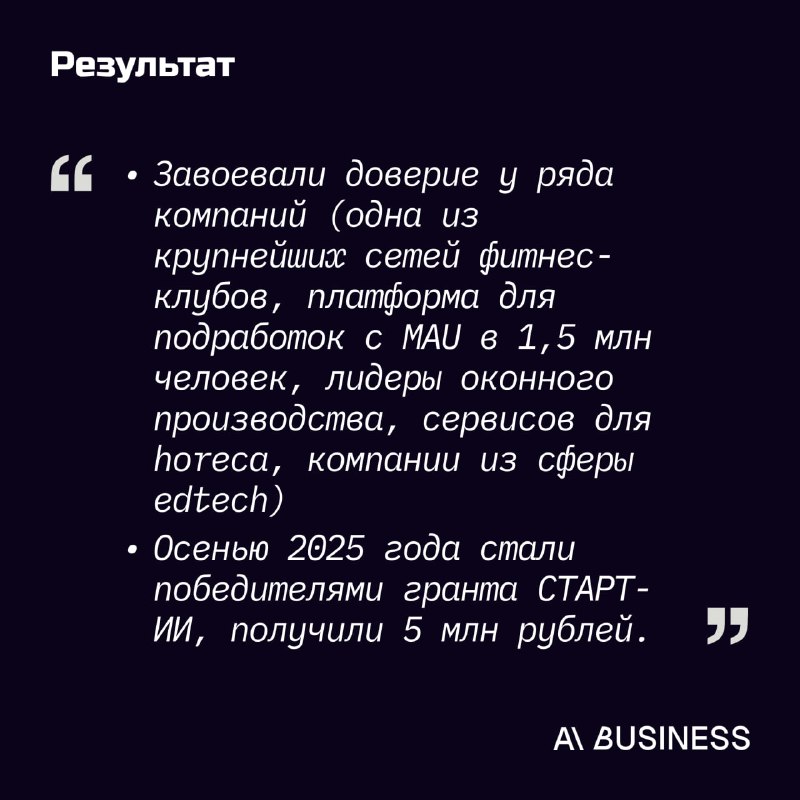 Результат
“
• Завоевали доверие у ряда
компаний (одна из
крупнейших сетей фитнес-
клубов, платформа для
подработок с MAU в 1,5 млн
человек, лидеры оконного
производства, сервисов для
horeca, компании из сферы
edtech)
• Осенью 2025 года стали
победителями гранта СТАРТ-
ИИ, получили 5 млн рублей.
”
A\ BUSINESS